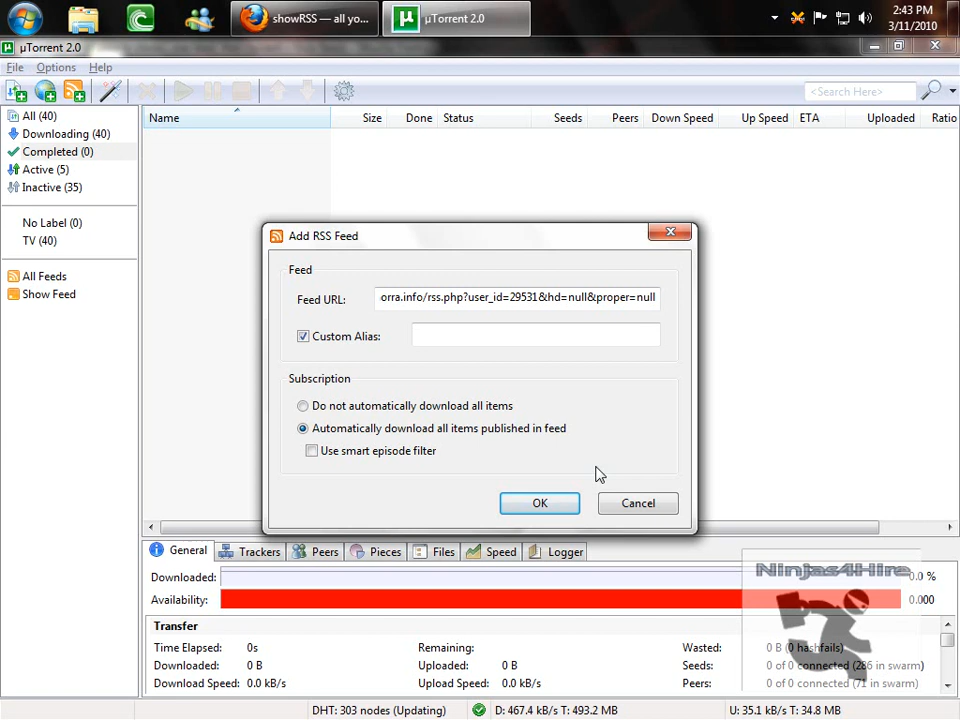 showRSS — all yo...
µTorrent 2.0
2:43 PM
3/11/2010
µTorrent 2.0
File Options Help
<Search Here>
All (40)
Downloading (40)
Completed (0)
Active (5)
Inactive (35)
No Label (0)
TV (40)
All Feeds
Show Feed
Name Size Done Status Seeds Peers Down Speed Up Speed ETA Uploaded Ratio
Add RSS Feed
Feed
Feed URL: orra.info/rss.php?user_id=29531&hd=null&proper=null
Custom Alias:
Subscription
Do not automatically download all items
Automatically download all items published in feed
Use smart episode filter
OK Cancel
General Trackers Peers Pieces Files Speed Logger
Downloaded: 0.0 %
Availability: 0.000
Ninjas4Hire
Transfer
Time Elapsed: 0s Remaining: Wasted: 0 B (0 hashfails)
Downloaded: 0 B Uploaded: 0 B Seeds: 0 of 0 connected (286 in swarm)
Download Speed: 0.0 kB/s Upload Speed: 0.0 kB/s Peers: 0 of 0 connected (71 in swarm)
DHT: 303 nodes (Updating) D: 467.4 kB/s T: 493.2 MB U: 35.1 kB/s T: 34.8 MB